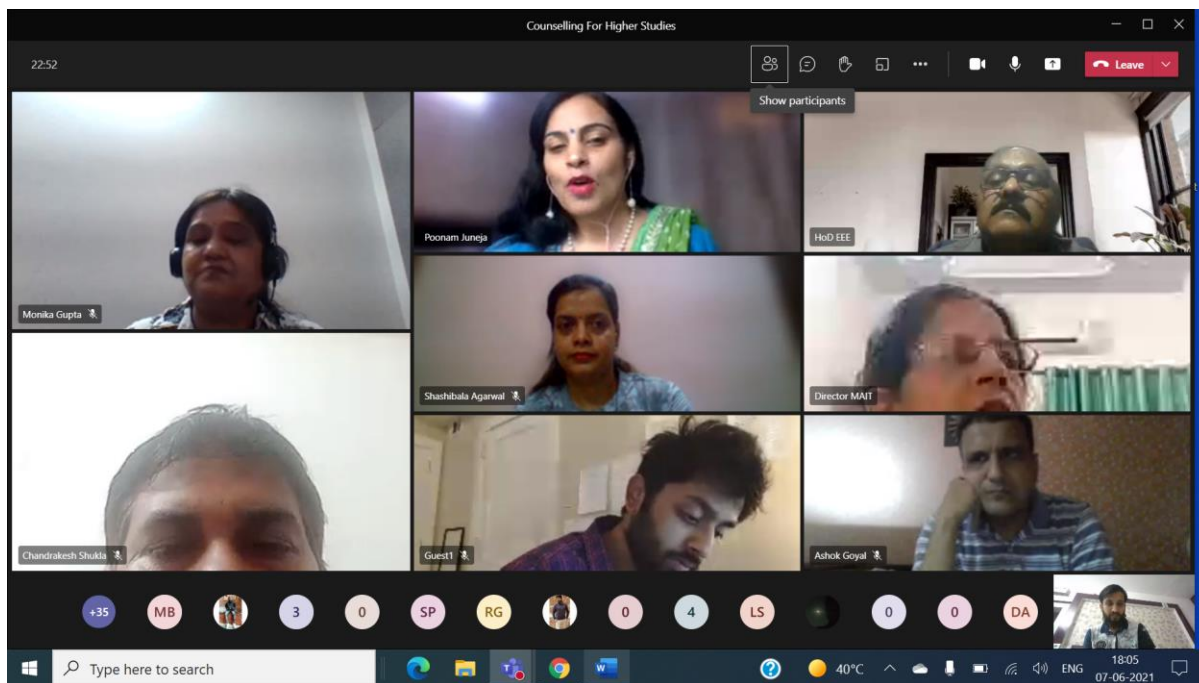 Counselling For Higher Studies
22:52
Leave
Show participants
Monika Gupta
Poonam Juneja
HoD EEE
Shashibala Agarwal
Director MAIT
Chandrakesh Shukla
Guest1
Ashok Goyal
+35 MB 3 0 SP RG 0 4 LS 0 0 DA
Type here to search
40°C
ENG
18:05
07-06-2021